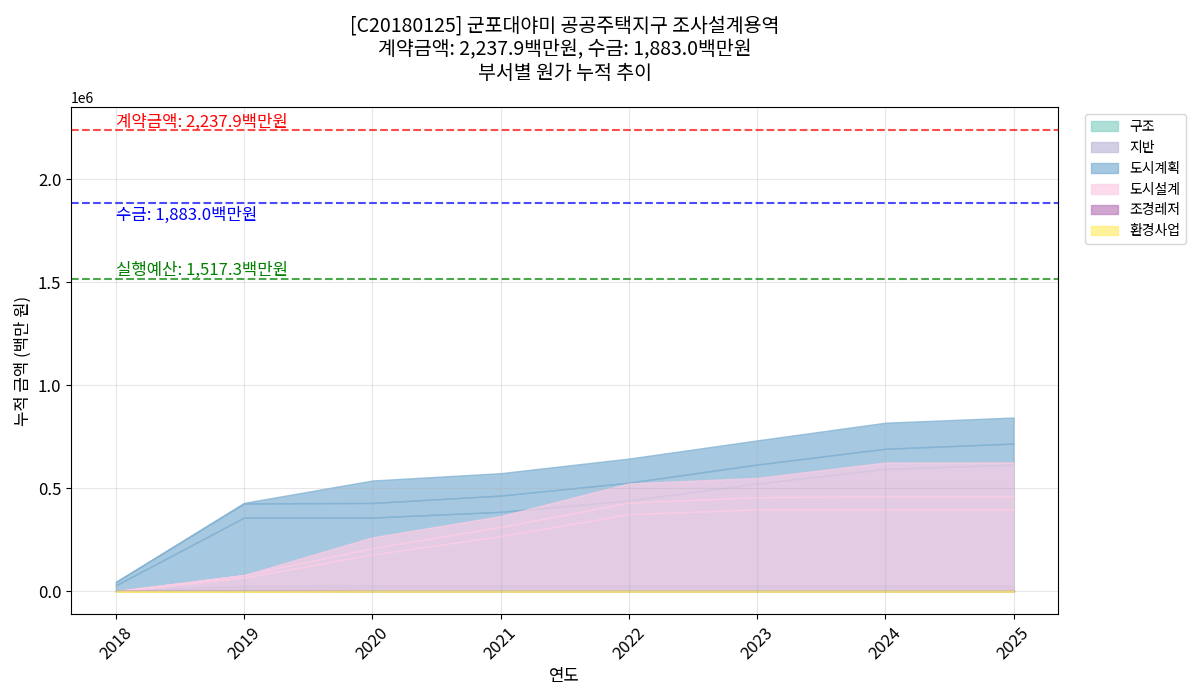 [C20180125] 군포대야미 공공주택지구 조사설계용역
계약금액: 2,237.9백만원, 수금: 1,883.0백만원
부서별 원가 누적 추이
1e6
계약금액: 2,237.9백만원
수금: 1,883.0백만원
실행예산: 1,517.3백만원
2.0
1.5
1.0
0.5
0.0
누적 금액 (백만 원)
2018
2019
2020
2021
2022
2023
2024
2025
연도
구조
지반
도시계획
도시설계
조경레저
환경사업